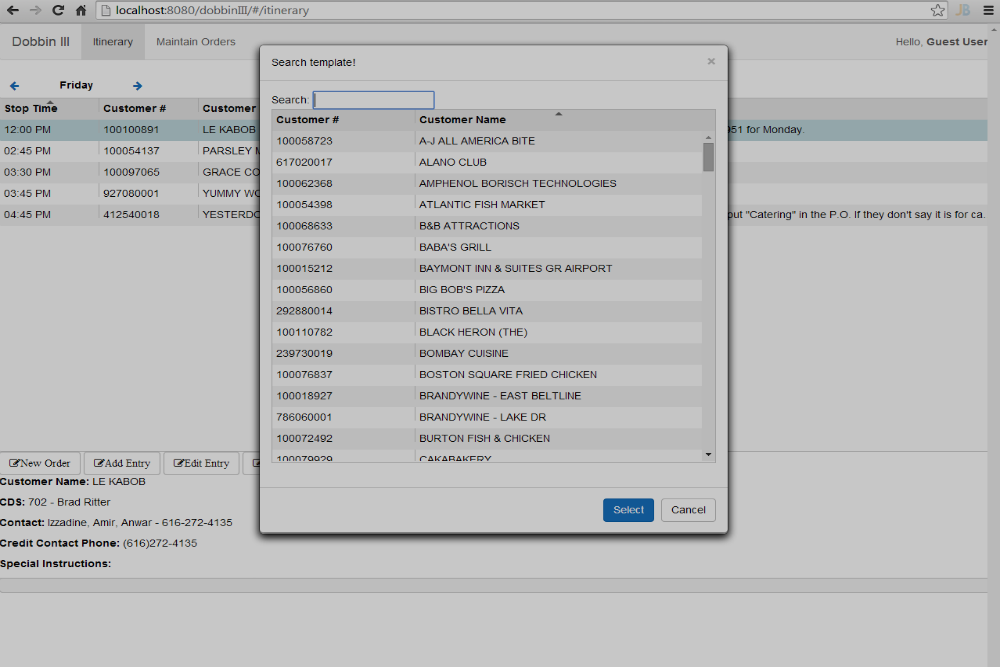 localhost:8080/dobbinIII/#/itinerary
JB
Dobbin III Itinerary Maintain Orders Hello, Guest User
Search template! ×
Friday
Search:
Stop Time Customer # Customer
Customer # Customer Name
12:00 PM 100100891 LE KABOB 951 for Monday.
02:45 PM 100054137 PARSLEY
03:30 PM 100097065 GRACE CO
03:45 PM 927080001 YUMMY WO
04:45 PM 412540018 YESTERDO put "Catering" in the P.O. If they don't say it is for ca.
100058723 A-J ALL AMERICA BITE
617020017 ALANO CLUB
100062368 AMPHENOL BORISCH TECHNOLOGIES
100054398 ATLANTIC FISH MARKET
100068633 B&B ATTRACTIONS
100076760 BABA'S GRILL
100015212 BAYMONT INN & SUITES GR AIRPORT
100056860 BIG BOB'S PIZZA
292880014 BISTRO BELLA VITA
100110782 BLACK HERON (THE)
239730019 BOMBAY CUISINE
100076837 BOSTON SQUARE FRIED CHICKEN
100018927 BRANDYWINE - EAST BELTLINE
786060001 BRANDYWINE - LAKE DR
100072492 BURTON FISH & CHICKEN
100079929 CAKABAKERY
Select Cancel
New Order Add Entry Edit Entry
Customer Name: LE KABOB
CDS: 702 - Brad Ritter
Contact: Izzadine, Amir, Anwar - 616-272-4135
Credit Contact Phone: (616)272-4135
Special Instructions: